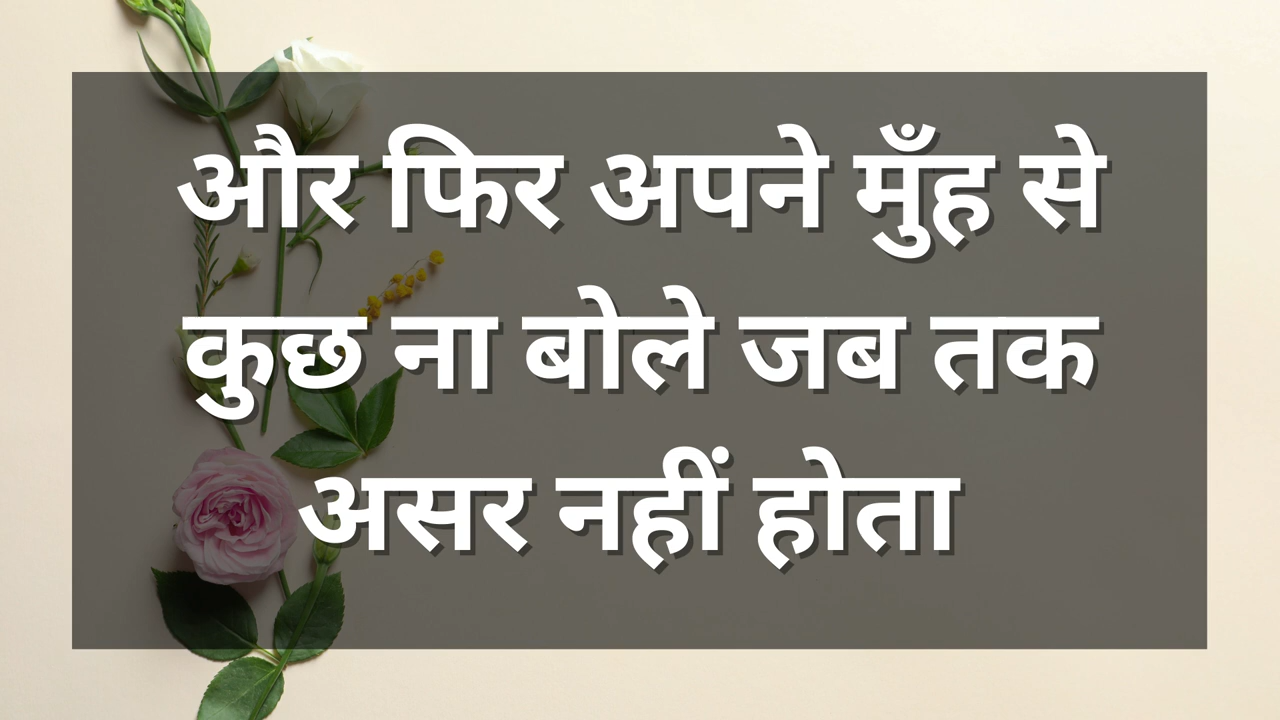 और फिर अपने मुँह से
कुछ ना बोले जब तक
असर नहीं होता